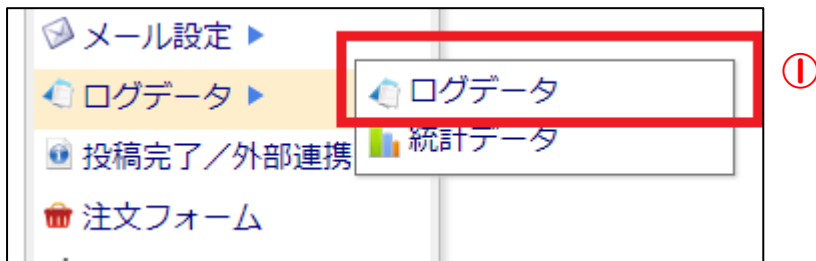 メール設定 ▶
ログデータ ▶
ログデータ
①
統計データ
投稿完了／外部連携
注文フォーム